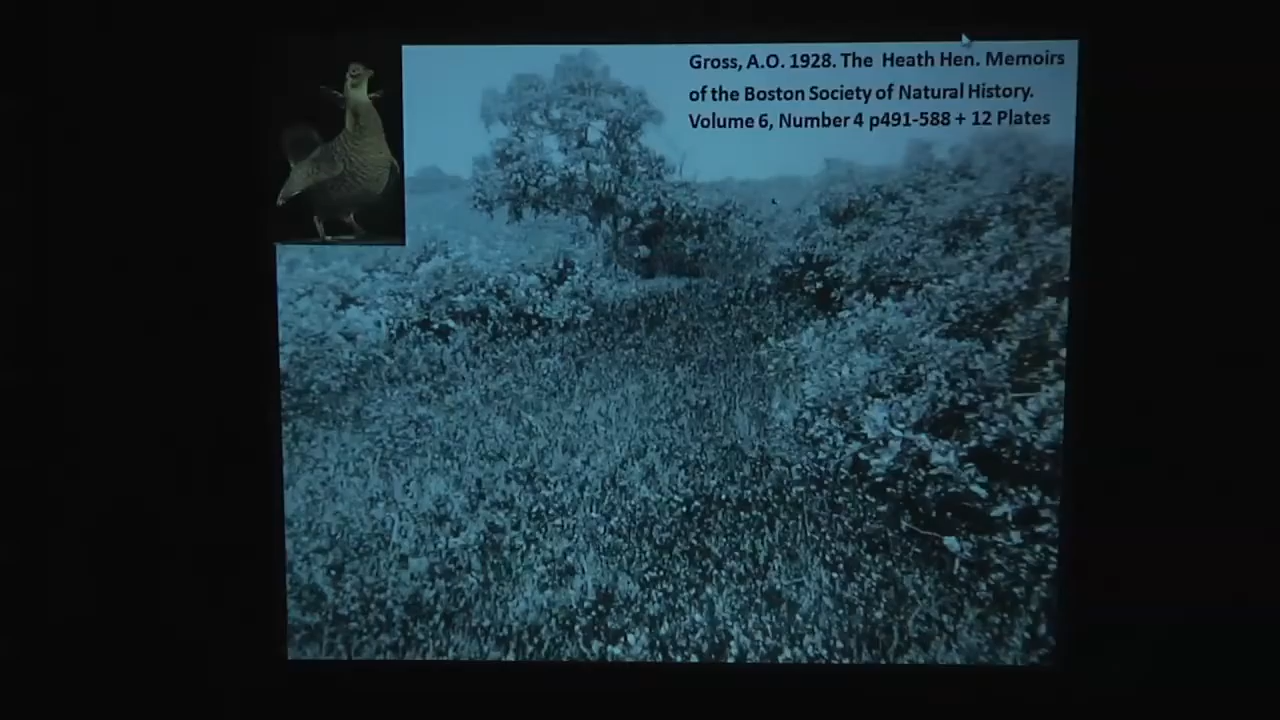 Gross, A.O. 1928. The Heath Hen. Memoirs
of the Boston Society of Natural History.
Volume 6, Number 4 p491-588 + 12 Plates